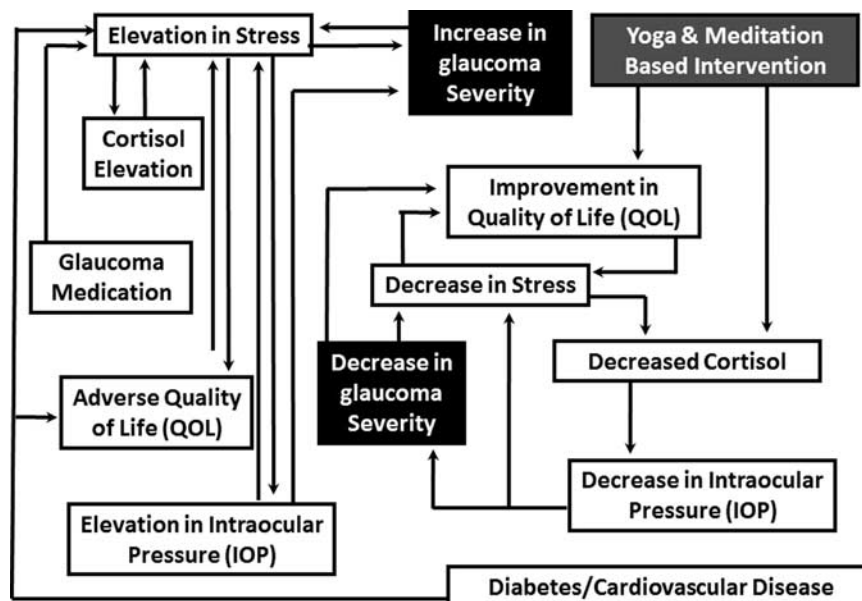 Elevation in Stress
Increase in
glaucoma
Severity
Yoga & Meditation
Based Intervention
Cortisol
Elevation
Improvement in
Quality of Life (QOL)
Glaucoma
Medication
Decrease in Stress
Decrease in
glaucoma
Severity
Decreased Cortisol
Adverse Quality
of Life (QOL)
Elevation in Intraocular
Pressure (IOP)
Decrease in Intraocular
Pressure (IOP)
Diabetes/Cardiovascular Disease